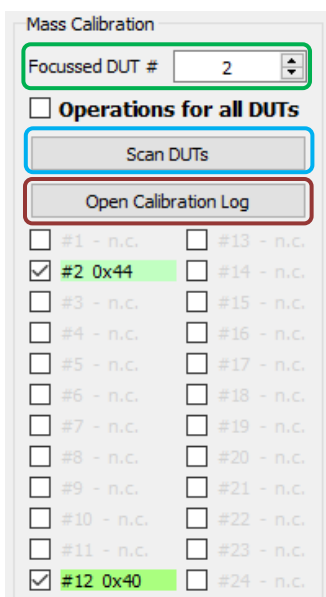 Mass Calibration
Focussed DUT # 2
Operations for all DUTs
Scan DUTs
Open Calibration Log
#1 - n.c. #13 - n.c.
#2 0x44 #14 - n.c.
#3 - n.c. #15 - n.c.
#4 - n.c. #16 - n.c.
#5 - n.c. #17 - n.c.
#6 - n.c. #18 - n.c.
#7 - n.c. #19 - n.c.
#8 - n.c. #20 - n.c.
#9 - n.c. #21 - n.c.
#10 - n.c. #22 - n.c.
#11 - n.c. #23 - n.c.
#12 0x40 #24 - n.c.